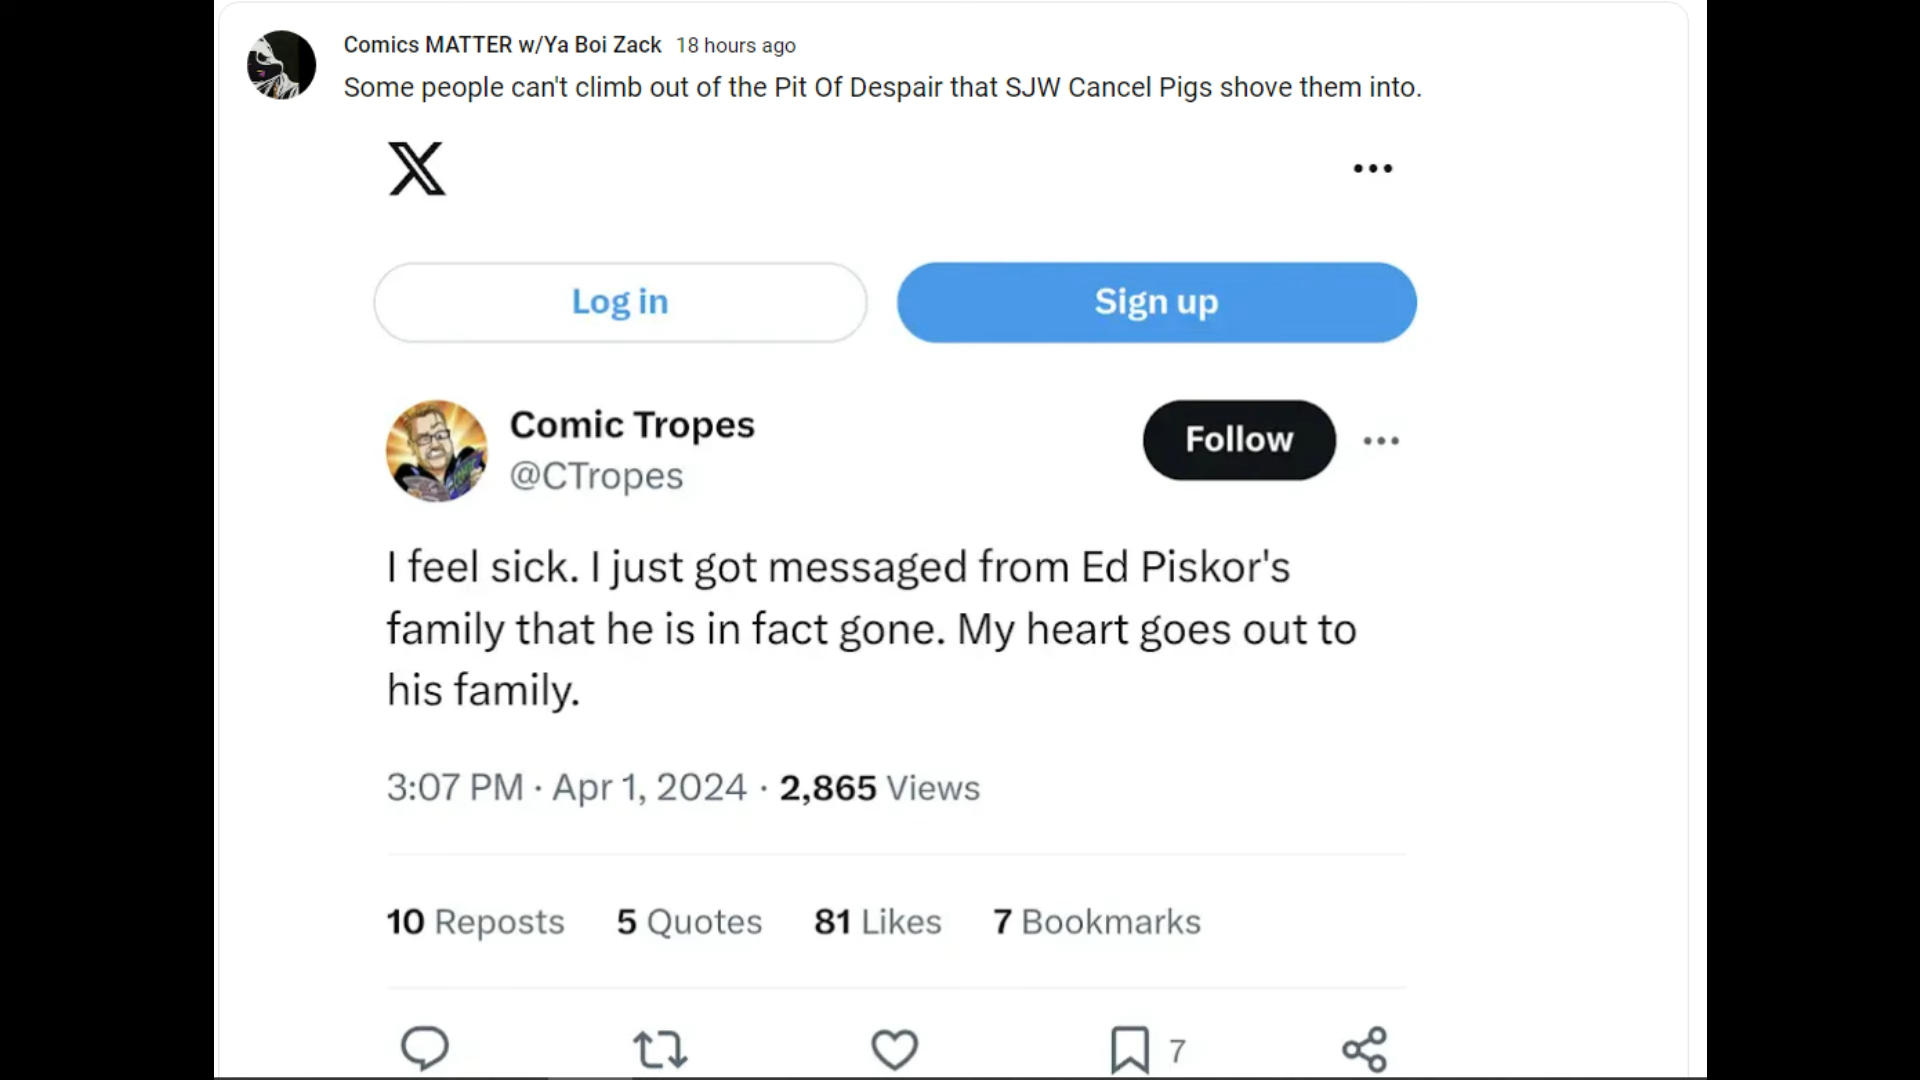 Comics MATTER w/Ya Boi Zack 18 hours ago
Some people can't climb out of the Pit Of Despair that SJW Cancel Pigs shove them into.
Log in
Sign up
Comic Tropes
@CTropes
Follow
I feel sick. I just got messaged from Ed Piskor's
family that he is in fact gone. My heart goes out to
his family.
3:07 PM · Apr 1, 2024 · 2,865 Views
10 Reposts 5 Quotes 81 Likes 7 Bookmarks
7